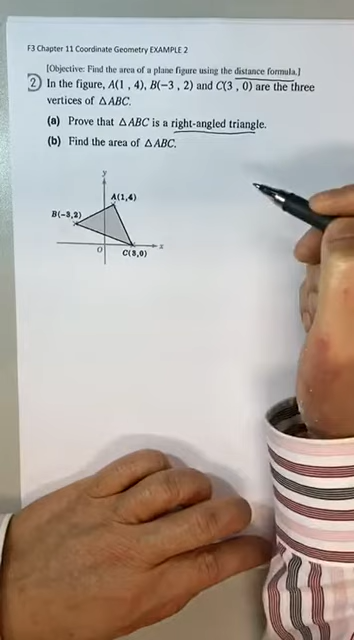 F3 Chapter 11 Coordinate Geometry EXAMPLE 2
[Objective: Find the area of a plane figure using the distance formula.]
2 In the figure, A(1 , 4), B(−3 , 2) and C(3 , 0) are the three
vertices of △ABC.
(a) Prove that △ABC is a right-angled triangle.
(b) Find the area of △ABC.
y
A(1,4)
B(−3,2)
O
x
C(3,0)